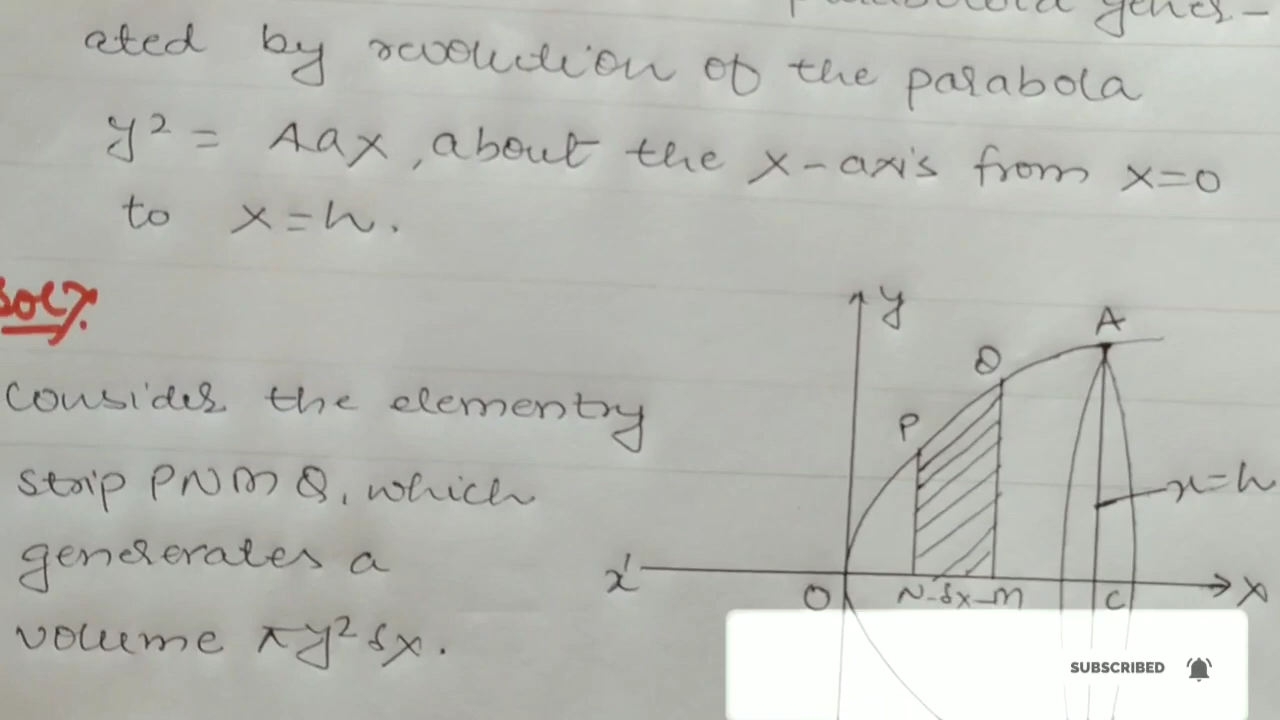 ated by revolution of the parabola
y² = 4ax, about the x-axis from x=0
to x=h.
Sol?
Consider the elementry
strip PNMQ, which
genererates a
volume πy²δx.
y
A
Q
P
x=h
x'
O
N-δx-M
C
X
SUBSCRIBED